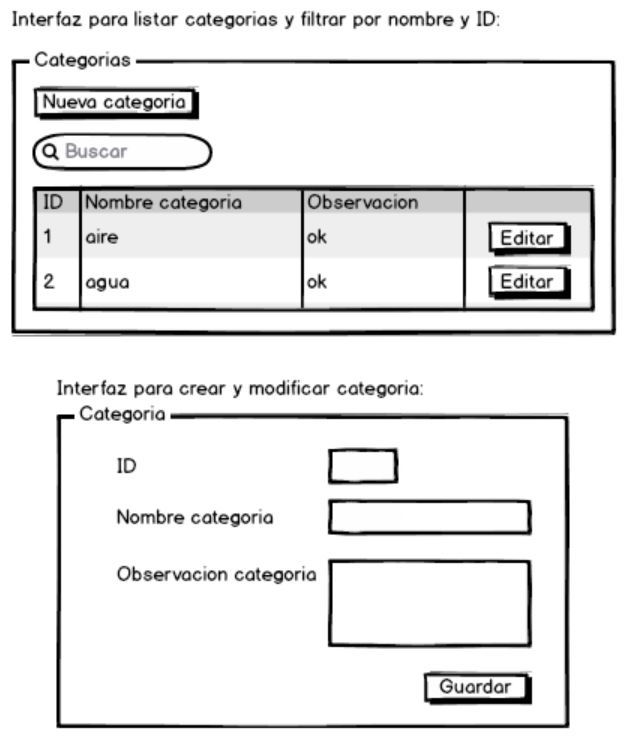 Interfaz para listar categorias y filtrar por nombre y ID:
Categorias
Nueva categoria
Buscar
ID Nombre categoria Observacion
1 aire ok Editar
2 agua ok Editar
Interfaz para crear y modificar categoria:
Categoria
ID
Nombre categoria
Observacion categoria
Guardar